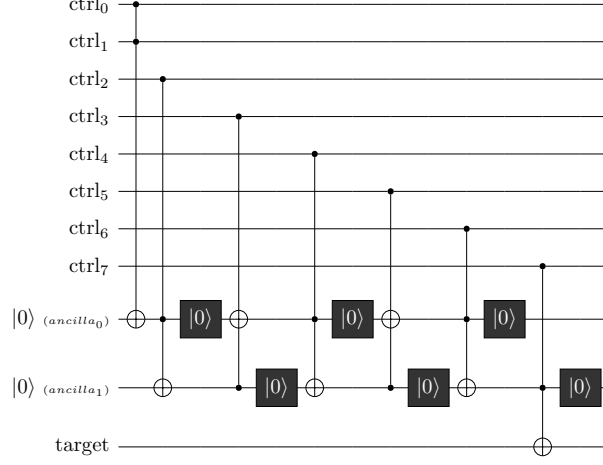 ctrl₀
ctrl₁
ctrl₂
ctrl₃
ctrl₄
ctrl₅
ctrl₆
ctrl₇
|0⟩ (ancilla₀) |0⟩ |0⟩ |0⟩
|0⟩ (ancilla₁) |0⟩ |0⟩ |0⟩
target